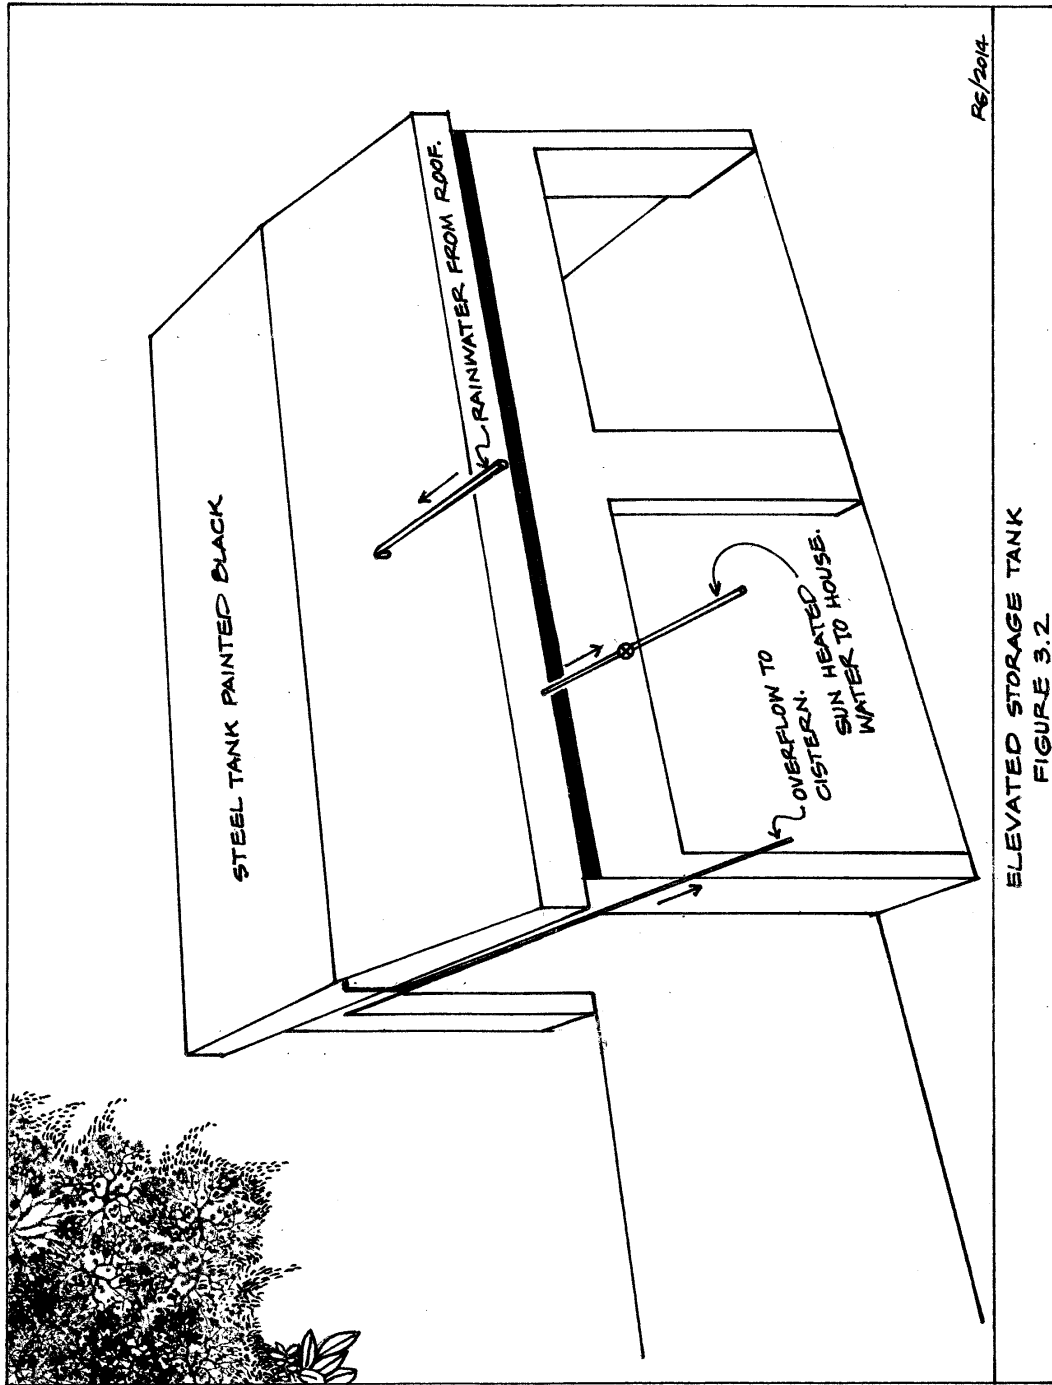 STEEL TANK PAINTED BLACK
RAINWATER FROM ROOF.
OVERFLOW TO
CISTERN.
SUN HEATED
WATER TO HOUSE.
RG/2014
ELEVATED STORAGE TANK
FIGURE 3.2